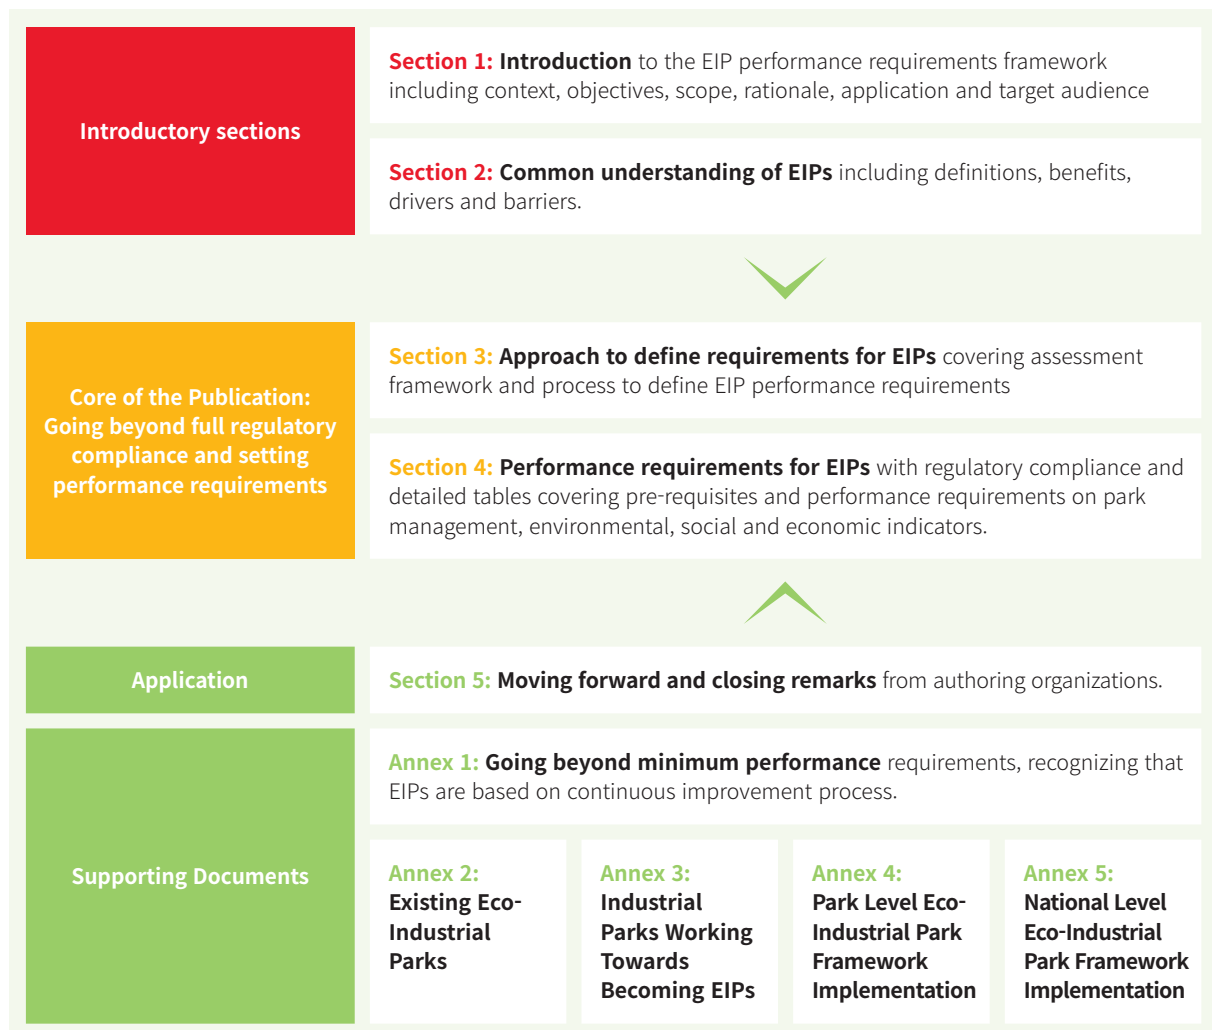 Introductory sections
Section 1: Introduction to the EIP performance requirements framework
including context, objectives, scope, rationale, application and target audience
Section 2: Common understanding of EIPs including definitions, benefits,
drivers and barriers.
Core of the Publication:
Going beyond full regulatory
compliance and setting
performance requirements
Section 3: Approach to define requirements for EIPs covering assessment
framework and process to define EIP performance requirements
Section 4: Performance requirements for EIPs with regulatory compliance and
detailed tables covering pre-requisites and performance requirements on park
management, environmental, social and economic indicators.
Application
Section 5: Moving forward and closing remarks from authoring organizations.
Supporting Documents
Annex 1: Going beyond minimum performance requirements, recognizing that
EIPs are based on continuous improvement process.
Annex 2:
Existing Eco-
Industrial
Parks
Annex 3:
Industrial
Parks Working
Towards
Becoming EIPs
Annex 4:
Park Level Eco-
Industrial Park
Framework
Implementation
Annex 5:
National Level
Eco-Industrial
Park Framework
Implementation